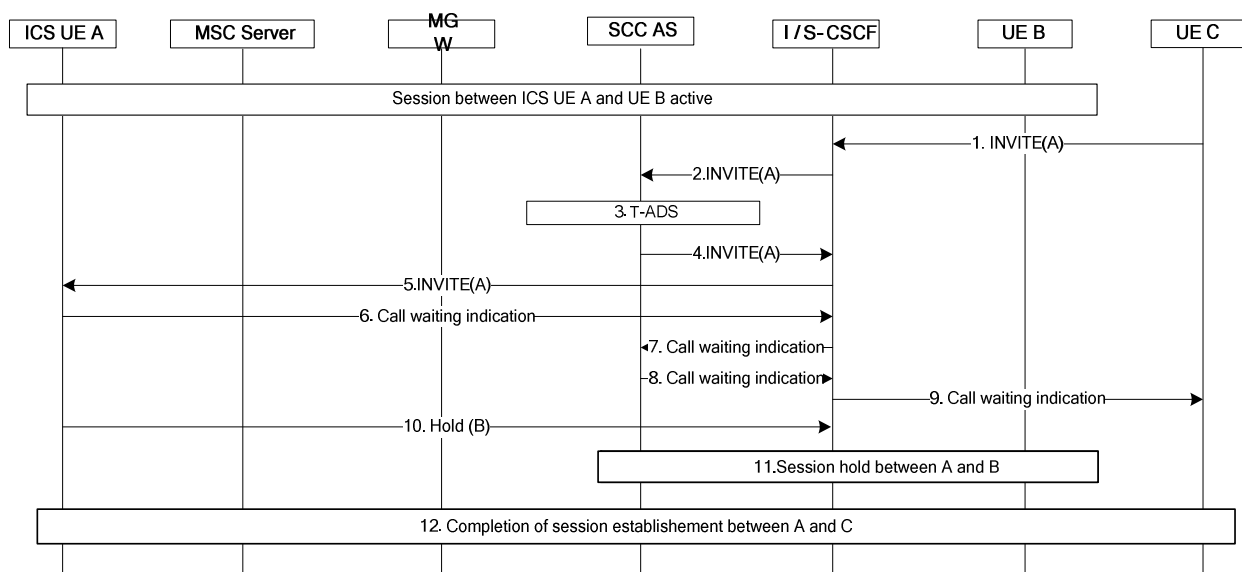 ICS UE A
MSC Server
MG
W
SCC AS
I / S-CSCF
UE B
UE C
Session between ICS UE A and UE B active
1. INVITE(A)
2.INVITE(A)
3. T-ADS
4.INVITE(A)
5.INVITE(A)
6. Call waiting indication
7. Call waiting indication
8. Call waiting indication
9. Call waiting indication
10. Hold (B)
11.Session hold between A and B
12. Completion of session establishement between A and C